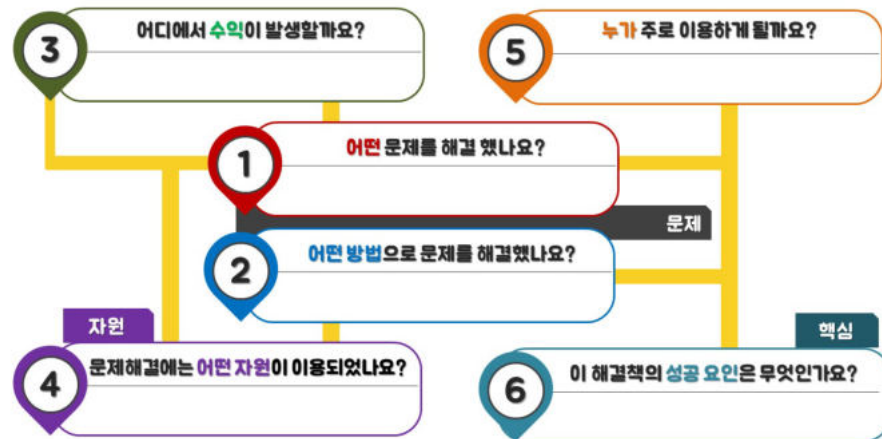 3
어디에서 수익이 발생할까요?
5
누가 주로 이용하게 될까요?
1
어떤 문제를 해결 했나요?
문제
2
어떤 방법으로 문제를 해결했나요?
자원
핵심
4
문제해결에는 어떤 자원이 이용되었나요?
6
이 해결책의 성공 요인은 무엇인가요?